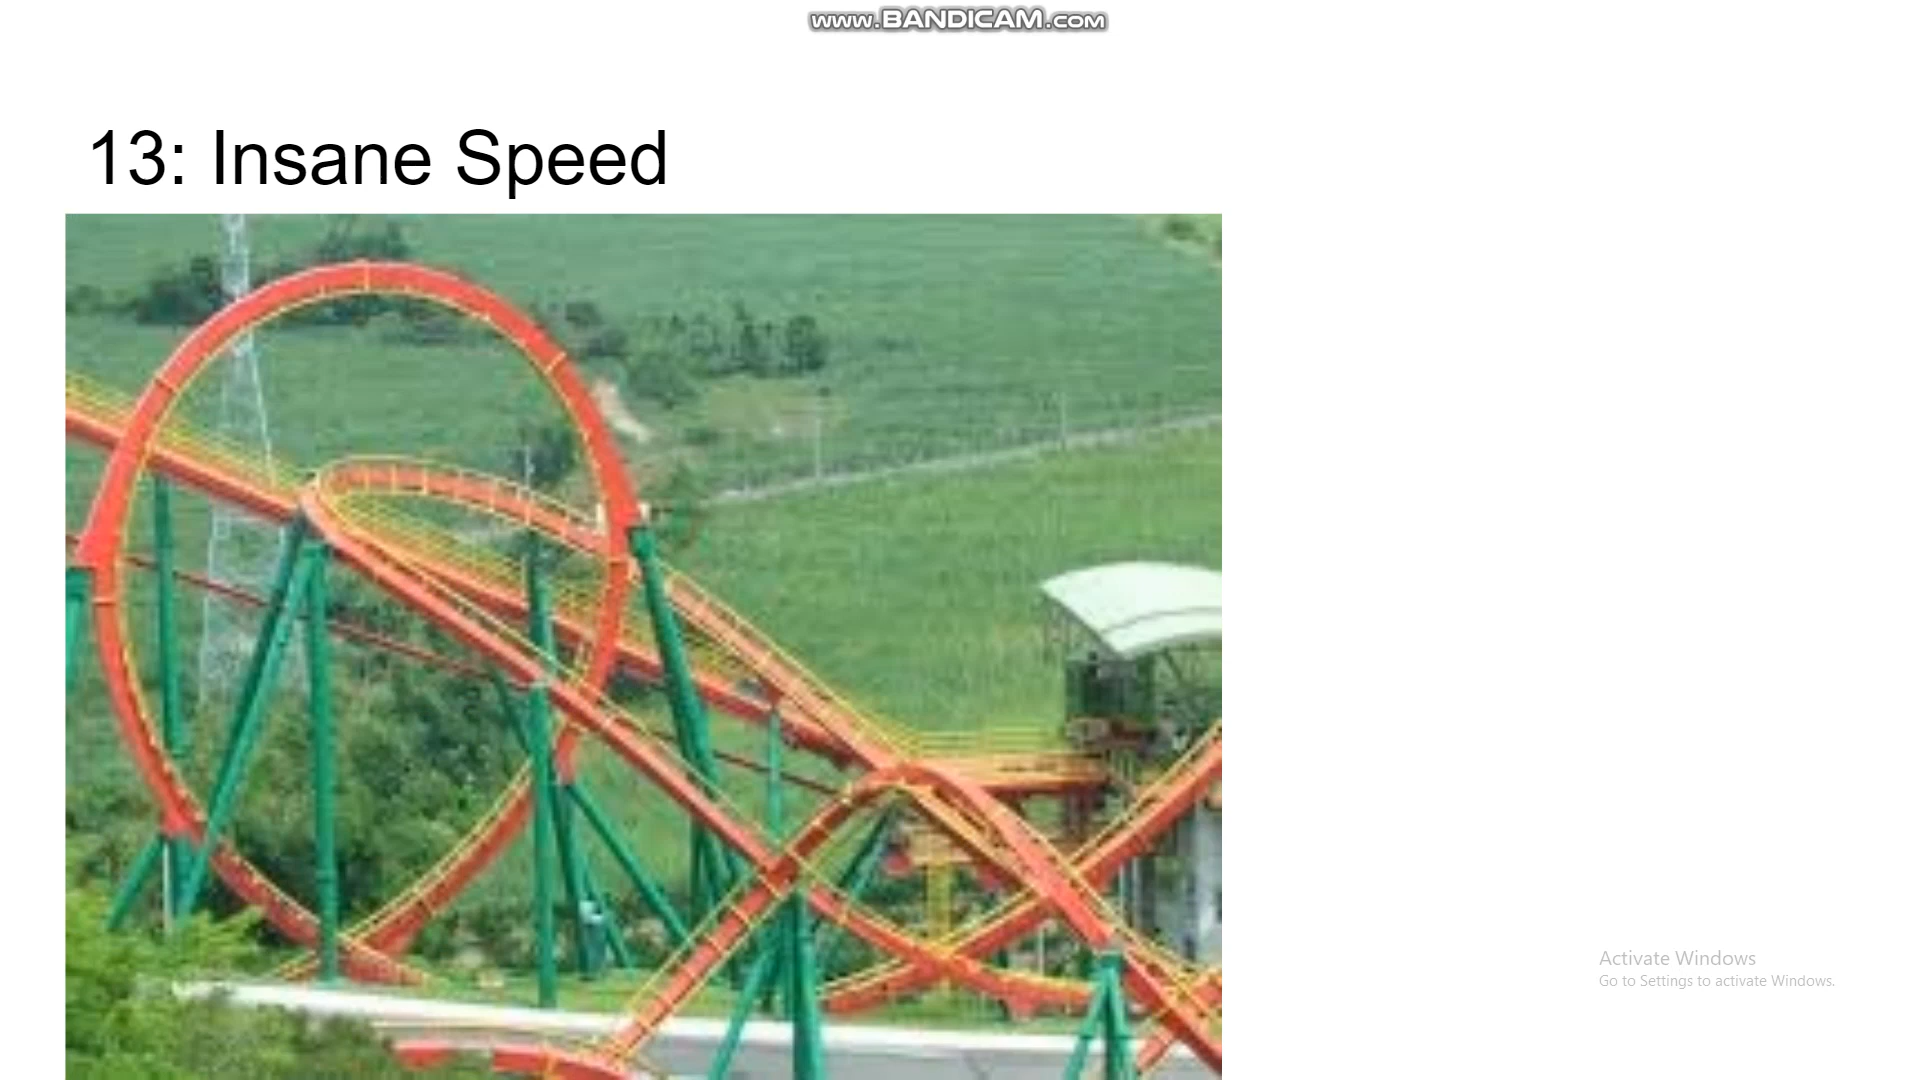 www.BANDICAM.com
13: Insane Speed
Activate Windows
Go to Settings to activate Windows.